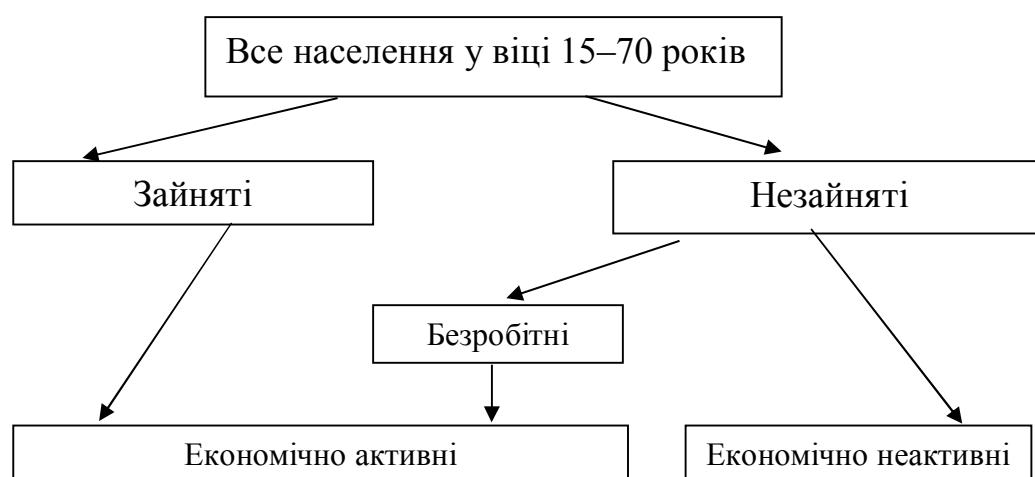 Все населення у віці 15–70 років
Зайняті
Незайняті
Безробітні
Економічно активні
Економічно неактивні